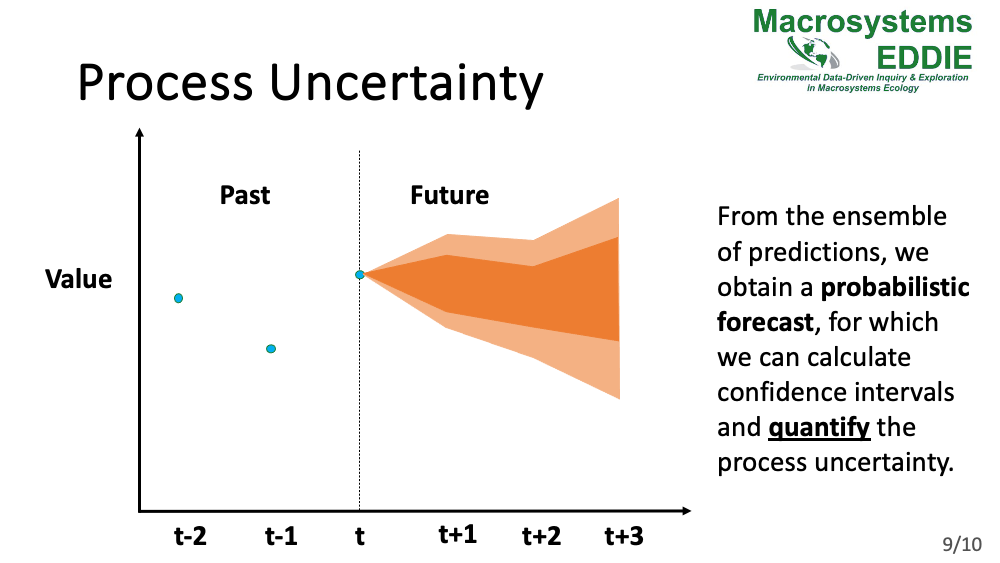 Macrosystems
EDDIE
Environmental Data-Driven Inquiry & Exploration
in Macrosystems Ecology
Process Uncertainty
Past
Future
Value
From the ensemble
of predictions, we
obtain a probabilistic
forecast, for which
we can calculate
confidence intervals
and quantify the
process uncertainty.
t-2
t-1
t
t+1
t+2
t+3
9/10